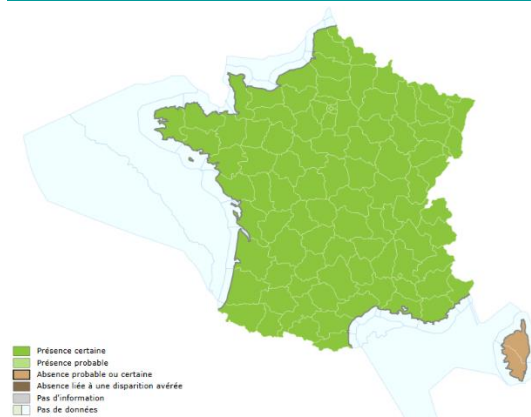 Présence certaine
Présence probable
Absence probable ou certaine
Absence liée à une disparition avérée
Pas d'information
Pas de données